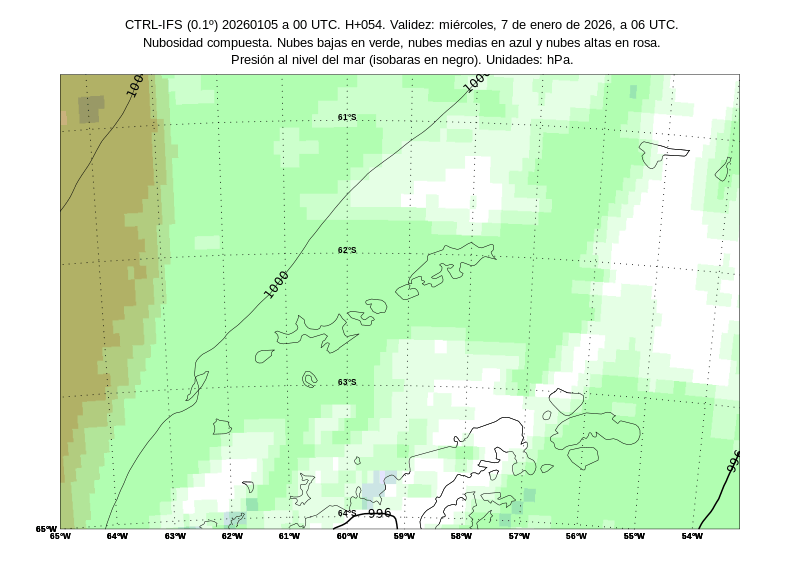 CTRL-IFS (0.1º) 20260105 a 00 UTC. H+054. Validez: miércoles, 7 de enero de 2026, a 06 UTC.
Nubosidad compuesta. Nubes bajas en verde, nubes medias en azul y nubes altas en rosa.
Presión al nivel del mar (isobaras en negro). Unidades: hPa.
61°S
62°S
1000
63°S
996
64°S
996
65°W
65°W 64°W 63°W 62°W 61°W 60°W 59°W 58°W 57°W 56°W 55°W 54°W